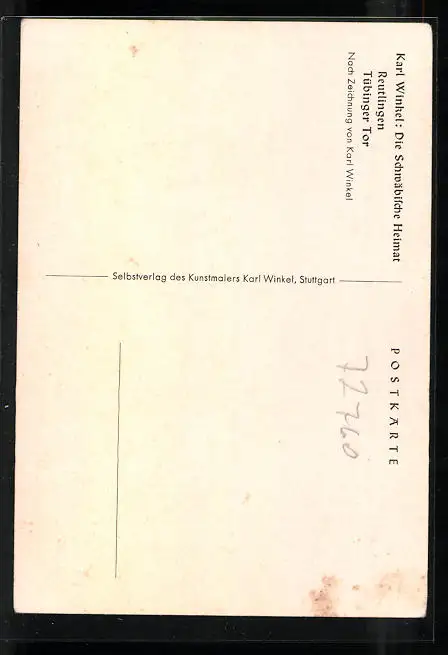 Karl Winkel: Die Schwäbische Heimat
Reutlingen
Tübinger Tor
Nach Zeichnung von Karl Winkel
POSTKARTE
72760
Selbstverlag des Kunstmalers Karl Winkel, Stuttgart